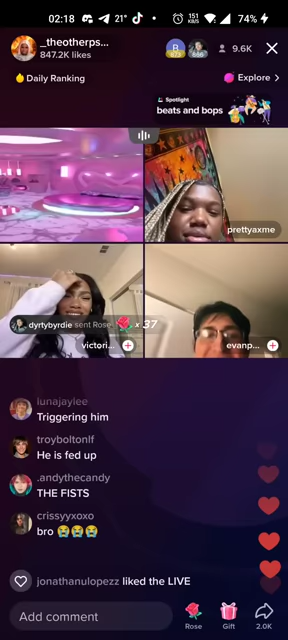 02:18
21°
151
KB/S
74%
_theotherps...
847.2K likes
B
873
886
9.6K
Daily Ranking
Explore
Spotlight
beats and bops
prettyaxme
dyrtybyrdie sent Rose x 37
victori...
evanp...
lunajaylee
Triggering him
troyboltonlf
He is fed up
.andythecandy
THE FISTS
crissyyxoxo
bro 😭😭😭
jonathanulopezz liked the LIVE
Add comment
Rose
Gift
2.0K